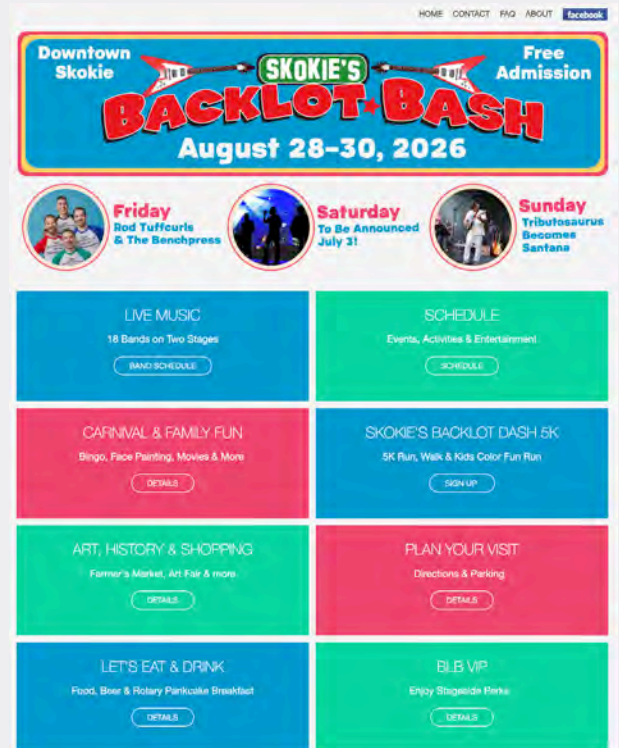 HOME CONTACT FAQ ABOUT facebook
Downtown
Skokie
SKOKIE'S
BACKLOT BASH
Free
Admission
August 28-30, 2026
Friday
Rod Tuffcurls
& The Benchpress
Saturday
To Be Announced
July 3!
Sunday
Tributosaurus
Becomes
Santana
LIVE MUSIC
18 Bands on Two Stages
BAND SCHEDULE
SCHEDULE
Events, Activities & Entertainment
SCHEDULE
CARNIVAL & FAMILY FUN
Bingo, Face Painting, Movies & More
DETAILS
SKOKIE'S BACKLOT DASH 5K
5K Run, Walk & Kids Color Fun Run
SIGN UP
ART, HISTORY & SHOPPING
Farmer's Market, Art Fair & more
DETAILS
PLAN YOUR VISIT
Directions & Parking
DETAILS
LET'S EAT & DRINK
Food, Beer & Rotary Pankcake Breakfast
DETAILS
BLB VIP
Enjoy Stageside Perks
DETAILS